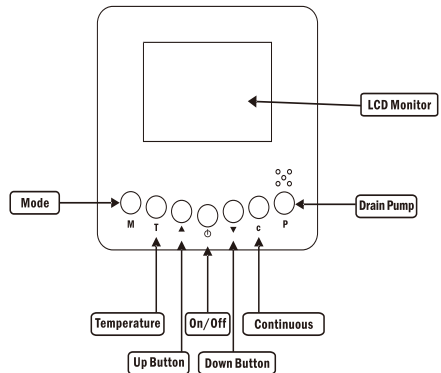 LCD Monitor
Mode
Drain Pump
M T ▲ ⏻ ▼ c P
Temperature
On/Off
Continuous
Up Button
Down Button